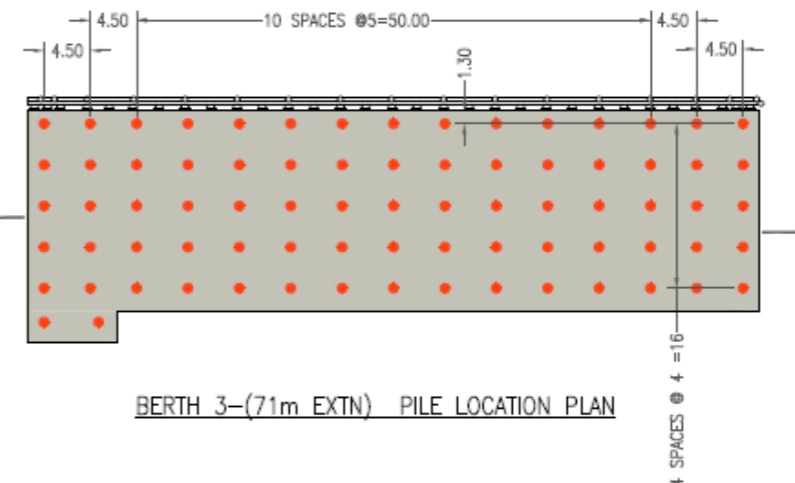 4.50
10 SPACES @5=50.00
4.50
4.50
4.50
1.30
4 SPACES @ 4 =16
BERTH 3-(71m EXTN) PILE LOCATION PLAN